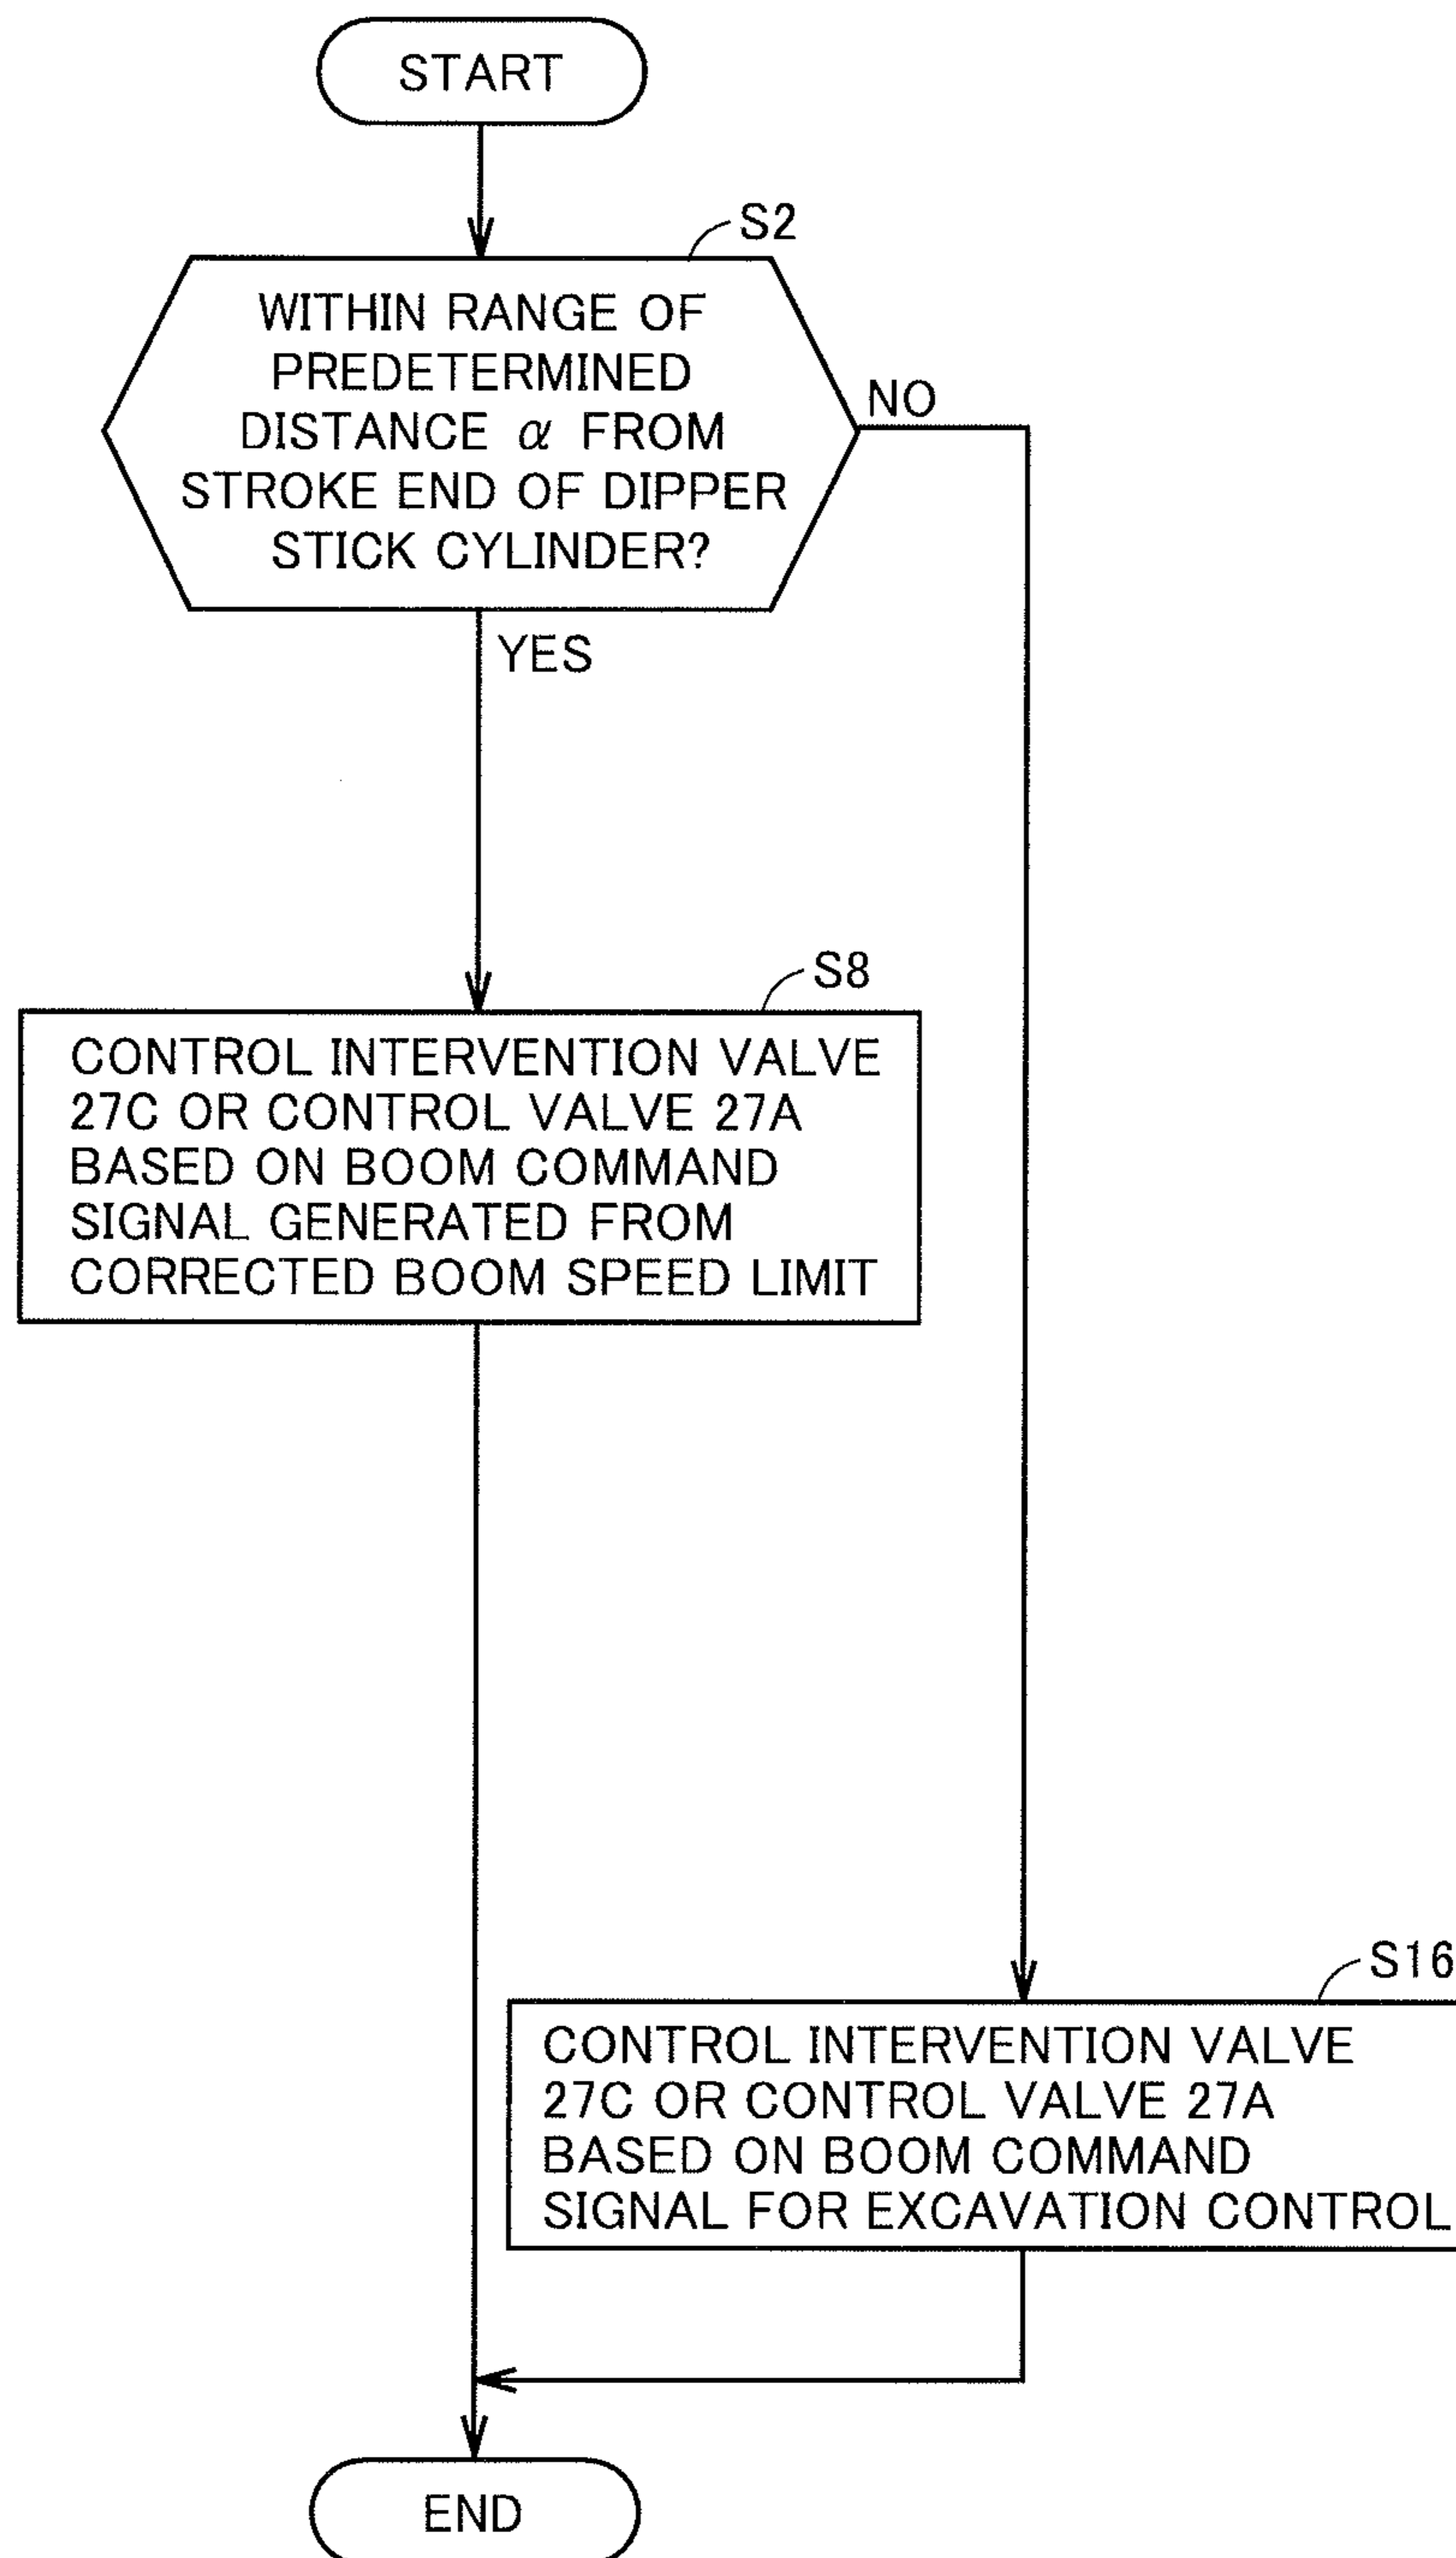 START
S2
WITHIN RANGE OF
PREDETERMINED
DISTANCE α FROM
STROKE END OF DIPPER
STICK CYLINDER?
NO
YES
S8
CONTROL INTERVENTION VALVE
27C OR CONTROL VALVE 27A
BASED ON BOOM COMMAND
SIGNAL GENERATED FROM
CORRECTED BOOM SPEED LIMIT
S16
CONTROL INTERVENTION VALVE
27C OR CONTROL VALVE 27A
BASED ON BOOM COMMAND
SIGNAL FOR EXCAVATION CONTROL
END